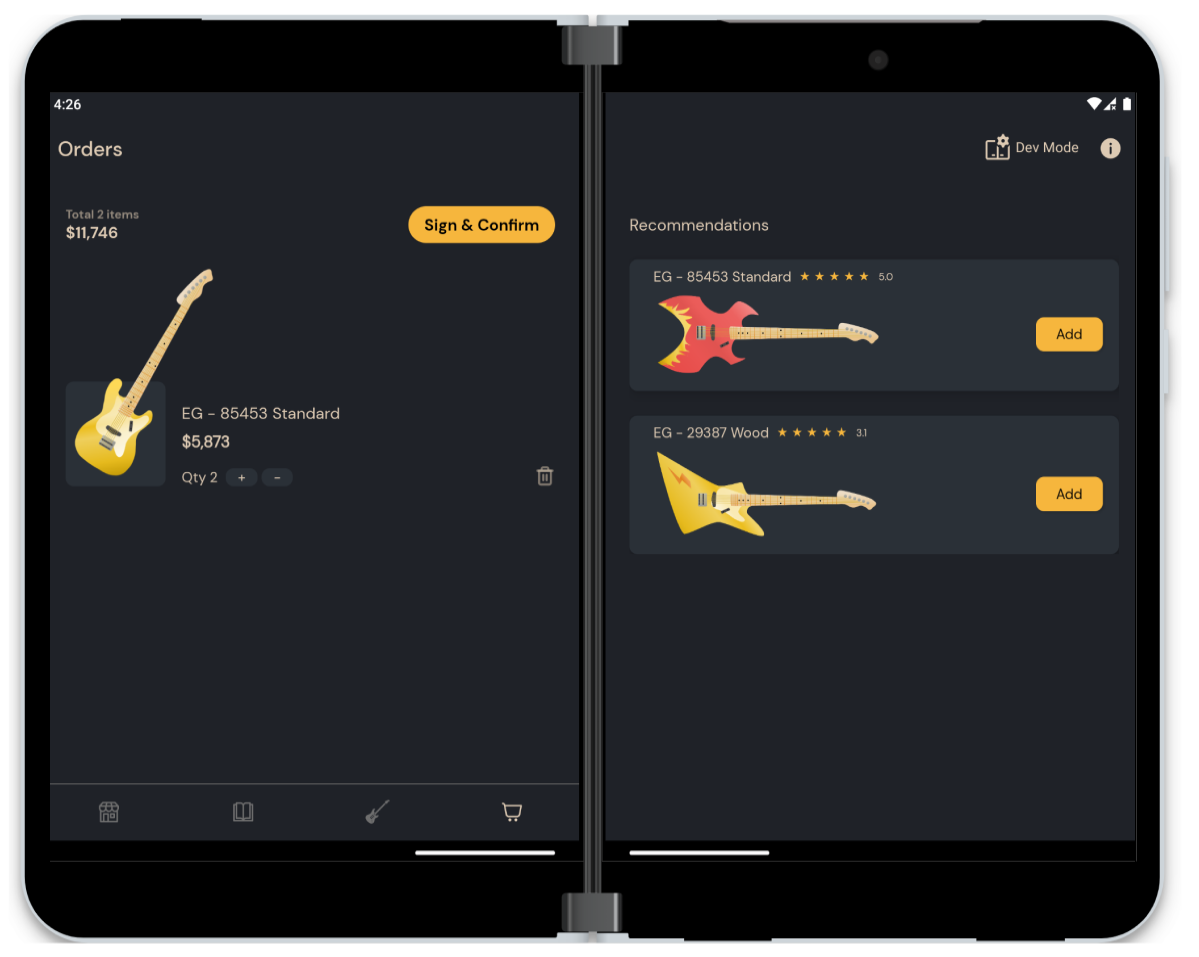 4:26
Orders
Total 2 items
$11,746
Sign & Confirm
EG - 85453 Standard
$5,873
Qty 2 + -
Dev Mode
Recommendations
EG - 85453 Standard ★ ★ ★ ★ ★ 5.0
Add
EG - 29387 Wood ★ ★ ★ ★ ★ 3.1
Add